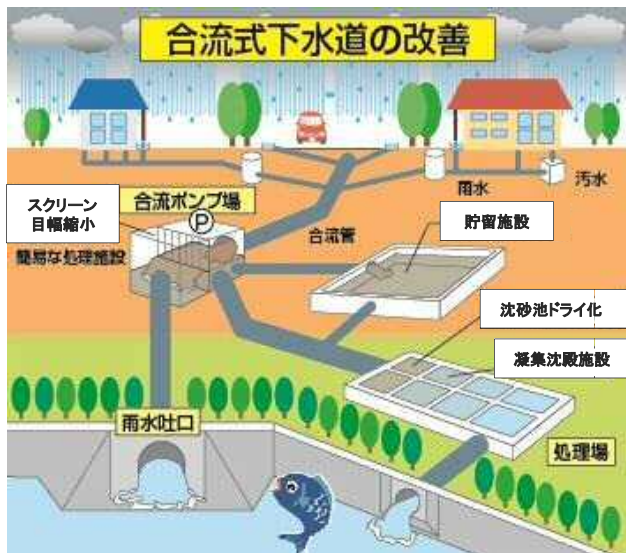 合流式下水道の改善
雨水
汚水
スクリーン
目幅縮小
合流ポンプ場
P
簡易な処理施設
合流管
貯留施設
沈砂池ドライ化
凝集沈殿施設
雨水吐口
処理場